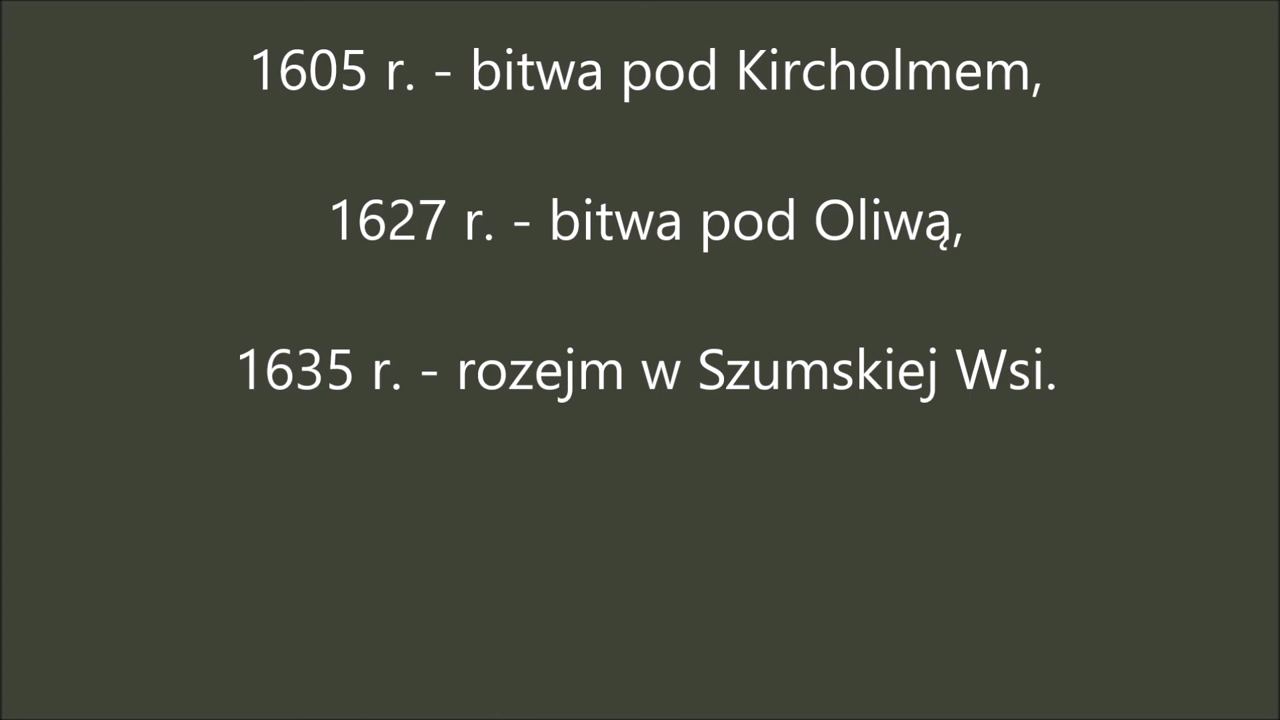 1605 r. - bitwa pod Kircholmem,
1627 r. - bitwa pod Oliwą,
1635 r. - rozejm w Szumskiej Wsi.